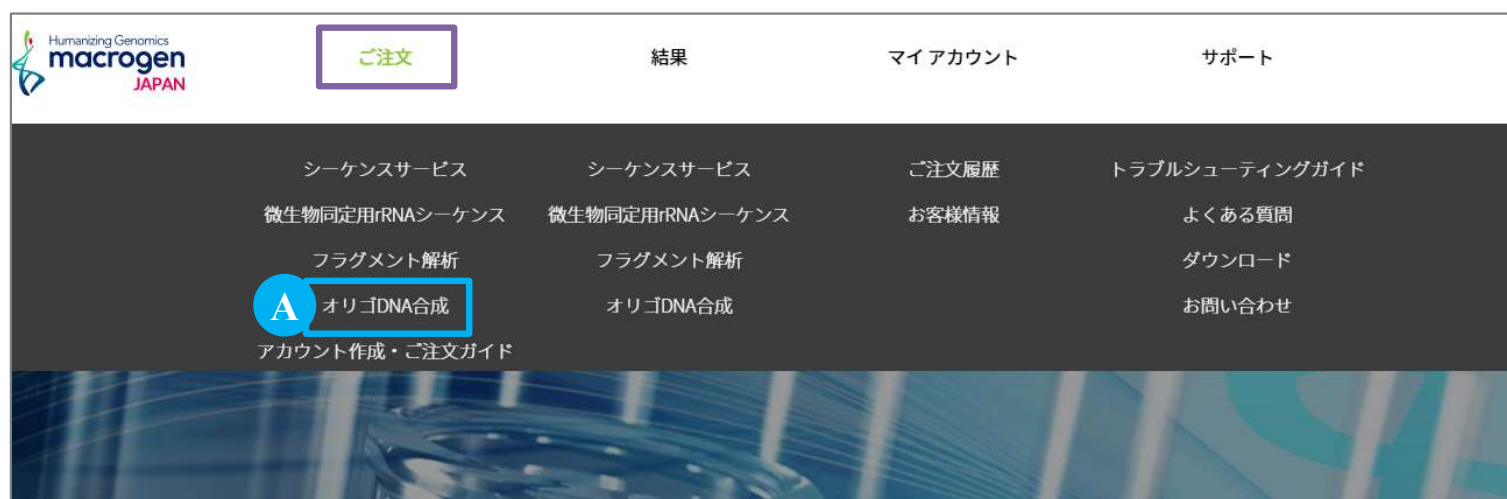 Humanizing Genomics
macrogen
JAPAN
ご注文
結果
マイ アカウント
サポート
シーケンスサービス
微生物同定用rRNAシーケンス
フラグメント解析
A オリゴDNA合成
アカウント作成・ご注文ガイド
シーケンスサービス
微生物同定用rRNAシーケンス
フラグメント解析
オリゴDNA合成
ご注文履歴
お客様情報
トラブルシューティングガイド
よくある質問
ダウンロード
お問い合わせ